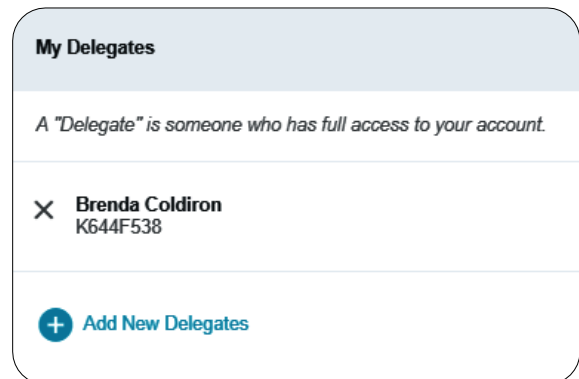 My Delegates
A "Delegate" is someone who has full access to your account.
Brenda Coldiron
K644F538
Add New Delegates